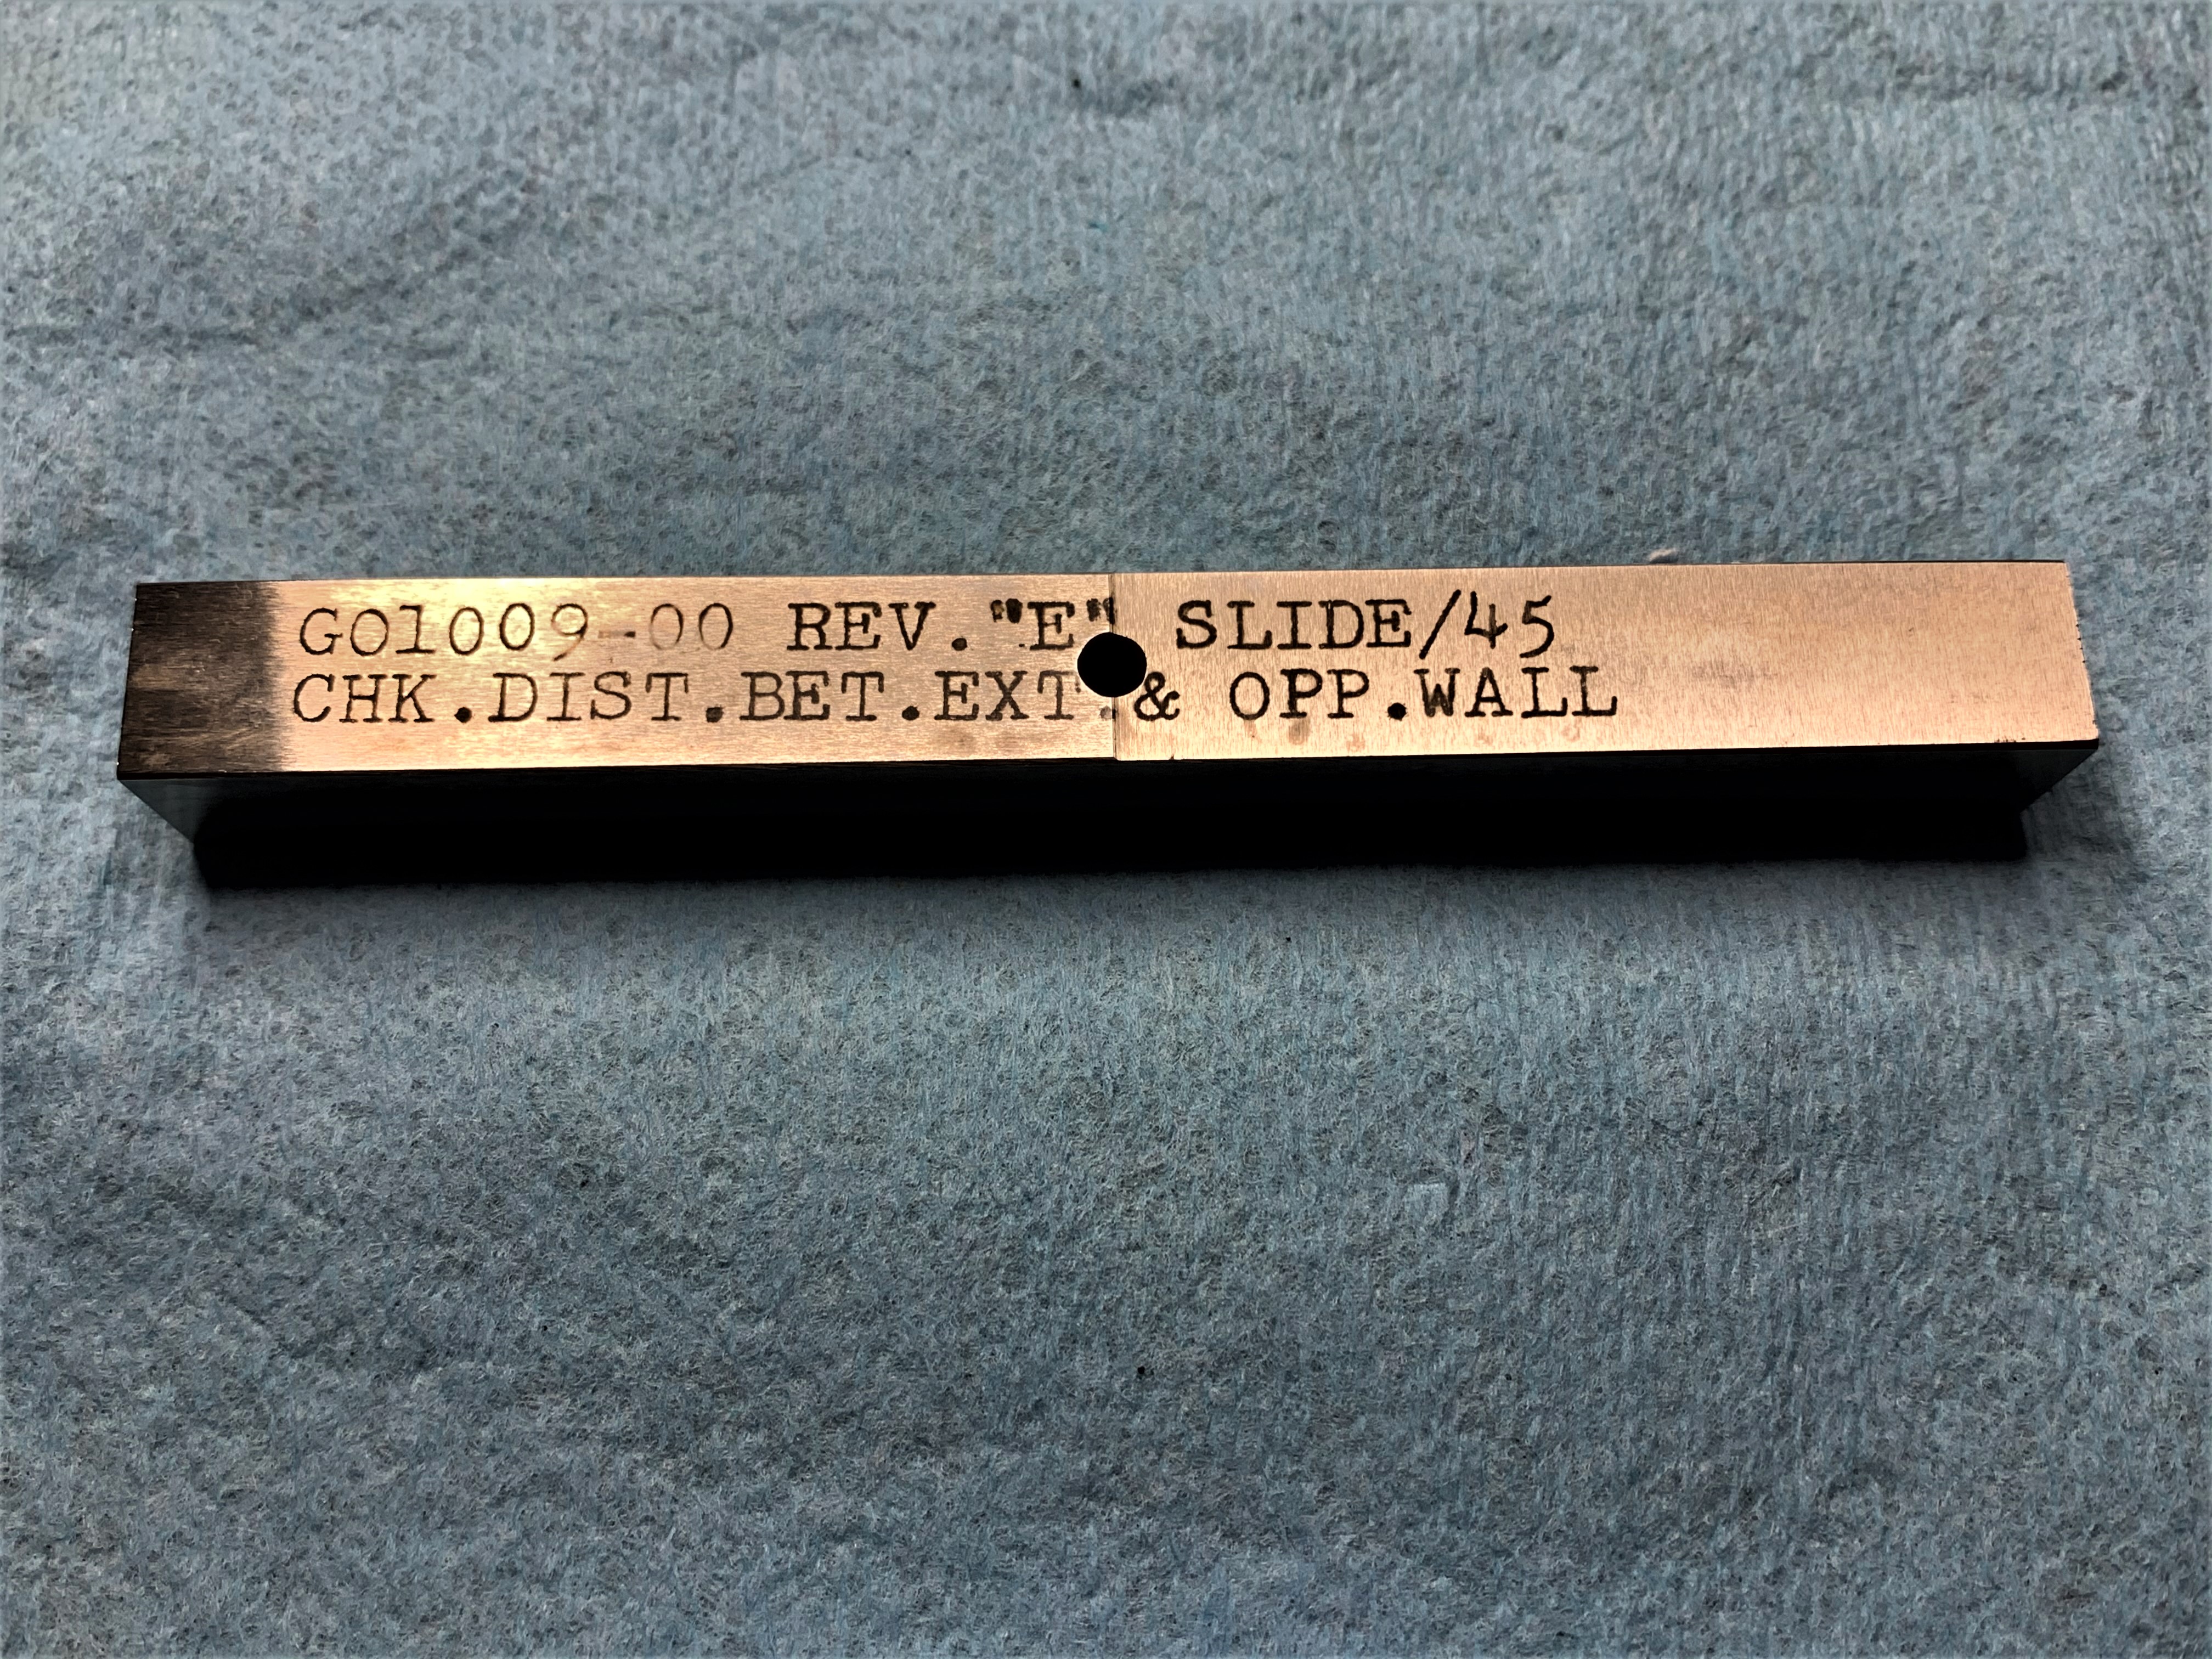 G01009-00 REV."E" SLIDE/45
CHK.DIST.BET.EXT.& OPP.WALL